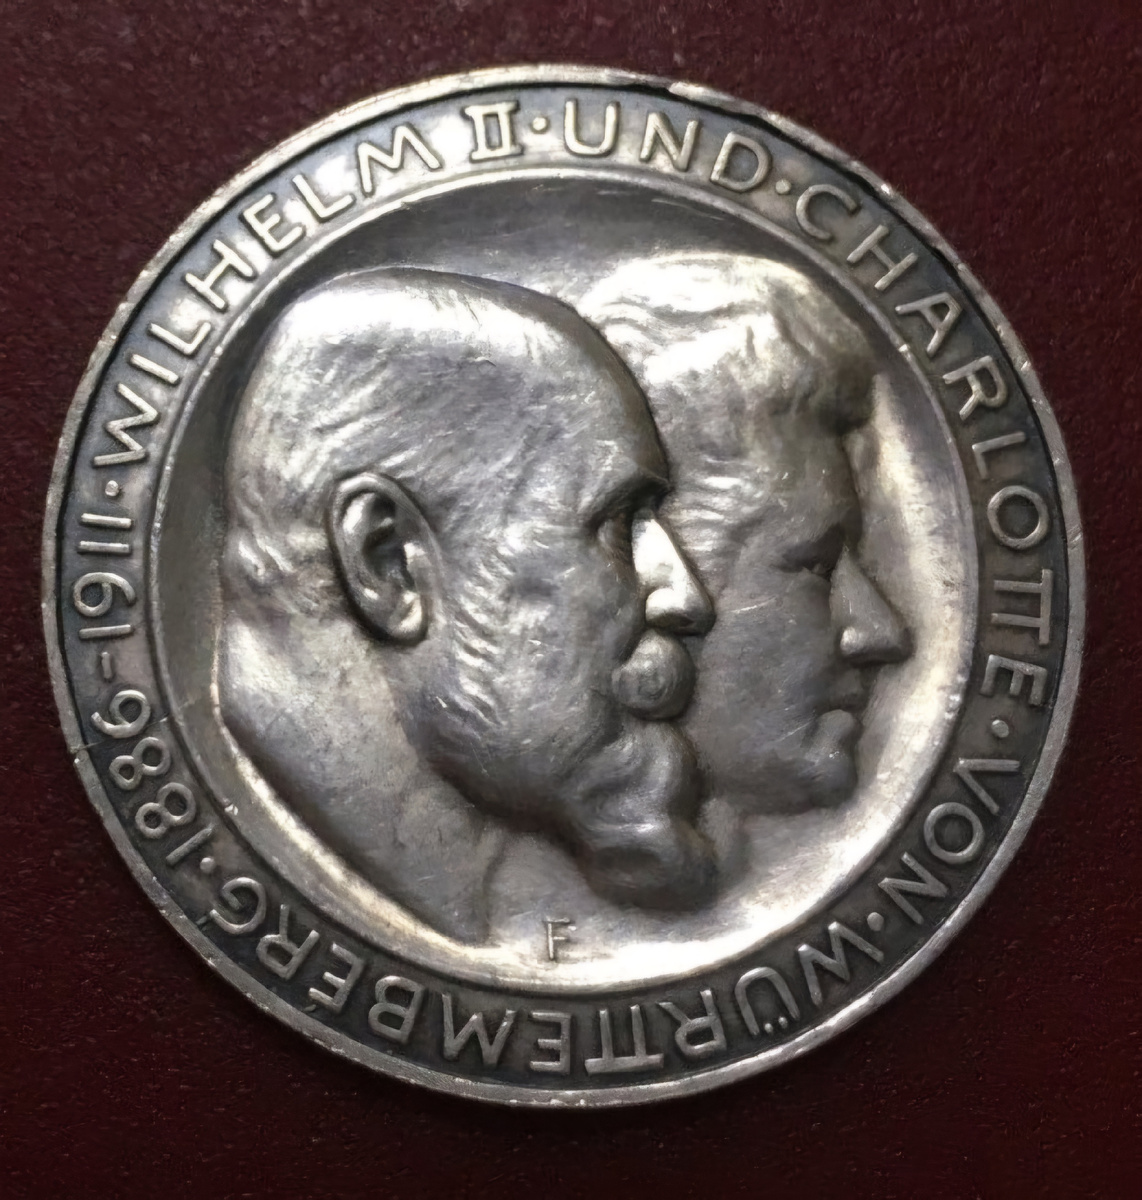 WILHELM II · UND · CHARLOTTE · VON · WÜRTTEMBERG · 1886-1911 ·
F